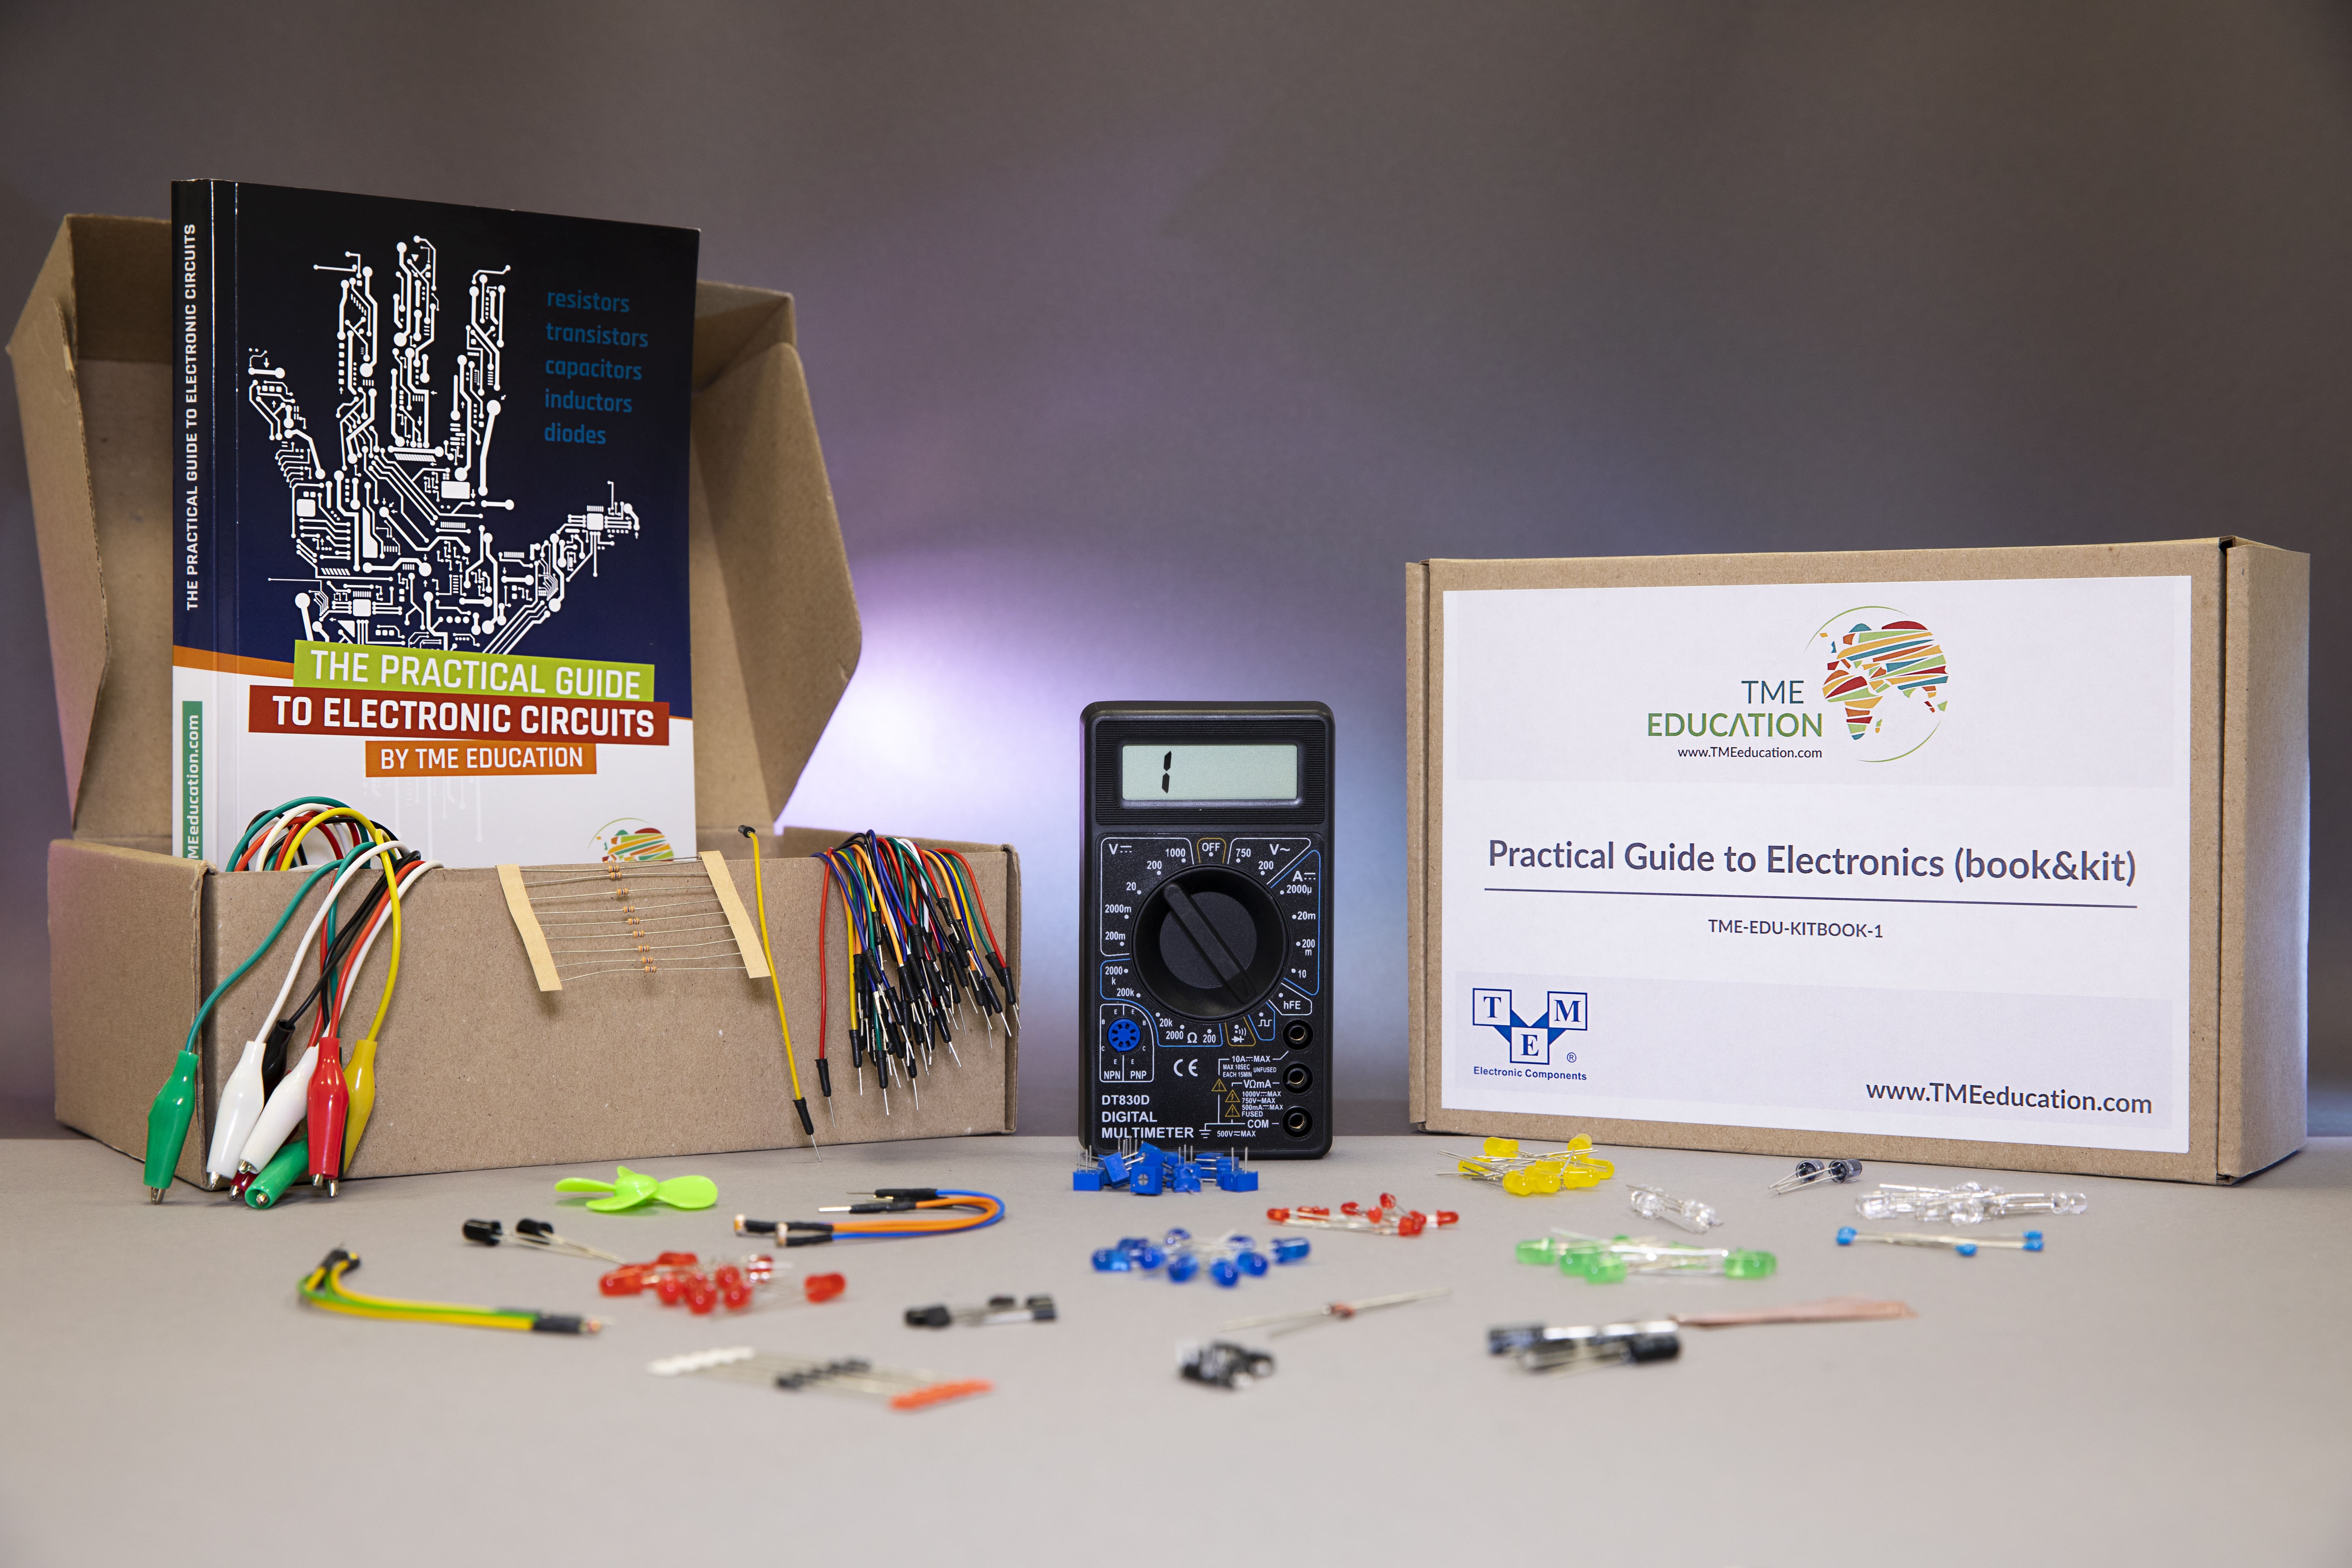 THE PRACTICAL GUIDE TO ELECTRONIC CIRCUITS
MEeducation.com
resistors
transistors
capacitors
inductors
diodes
THE PRACTICAL GUIDE
TO ELECTRONIC CIRCUITS
BY TME EDUCATION
1
V⎓
1000
OFF
750
V~
200
200
A⎓
20
2000µ
2000m
20m
200m
200
m
2000
k
10
200k
hFE
20k
2000
Ω
200
E
E
B
B
C
C
E
E
NPN
PNP
CE
10A⎓MAX
MAX 10SEC
EACH 15MIN
UNFUSED
VΩmA
1000V⎓MAX
750V~MAX
500mA⎓MAX
FUSED
COM
500V⎓MAX
DT830D
DIGITAL
MULTIMETER
TME
EDUCATION
www.TMEeducation.com
Practical Guide to Electronics (book&kit)
TME-EDU-KITBOOK-1
T M
E
®
Electronic Components
www.TMEeducation.com